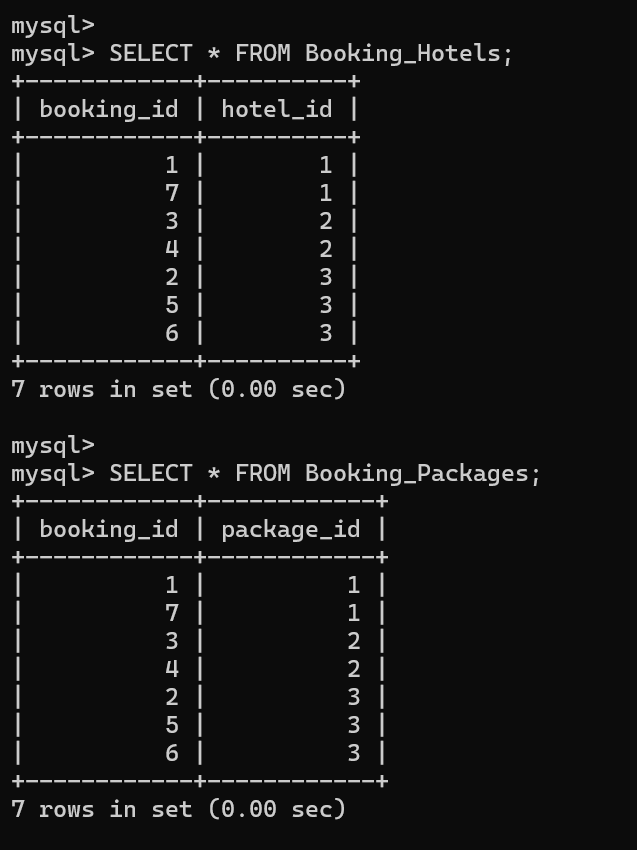 mysql>
mysql> SELECT * FROM Booking_Hotels;
+------------+----------+
| booking_id | hotel_id |
+------------+----------+
|          1 |        1 |
|          7 |        1 |
|          3 |        2 |
|          4 |        2 |
|          2 |        3 |
|          5 |        3 |
|          6 |        3 |
+------------+----------+
7 rows in set (0.00 sec)

mysql>
mysql> SELECT * FROM Booking_Packages;
+------------+------------+
| booking_id | package_id |
+------------+------------+
|          1 |          1 |
|          7 |          1 |
|          3 |          2 |
|          4 |          2 |
|          2 |          3 |
|          5 |          3 |
|          6 |          3 |
+------------+------------+
7 rows in set (0.00 sec)